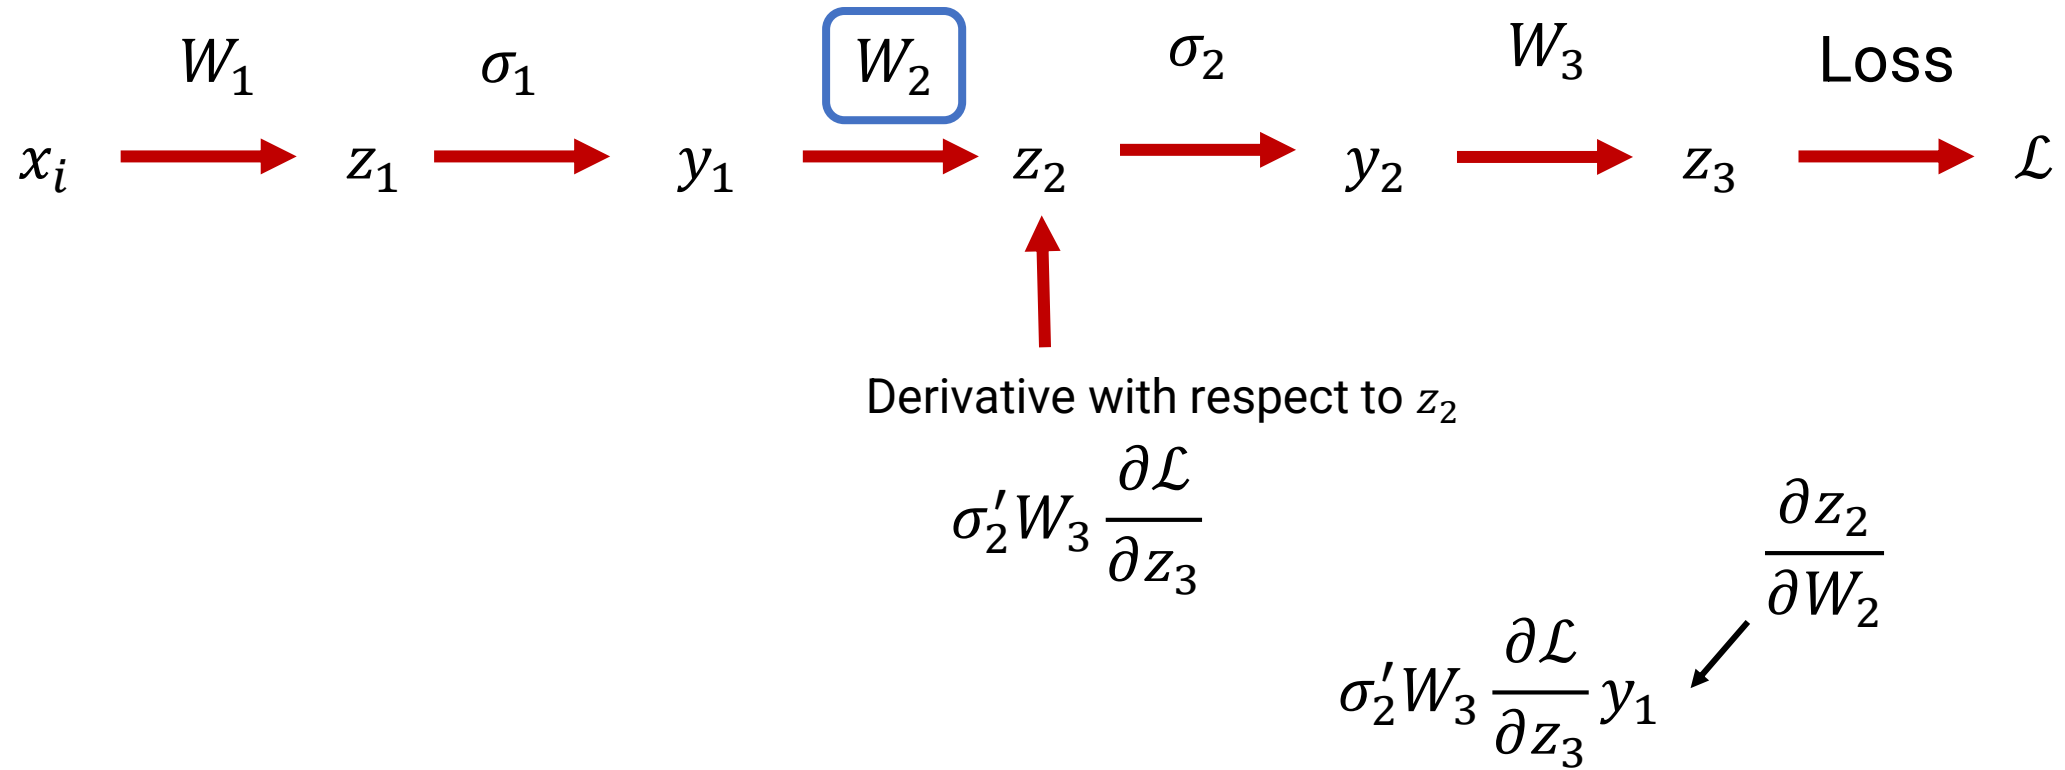 W₁ σ₁ W₂ σ₂ W₃ Loss
xᵢ z₁ y₁ z₂ y₂ z₃ ℒ
Derivative with respect to z₂
σ₂′W₃ ∂ℒ/∂z₃
∂z₂/∂W₂
σ₂′W₃ ∂ℒ/∂z₃ y₁